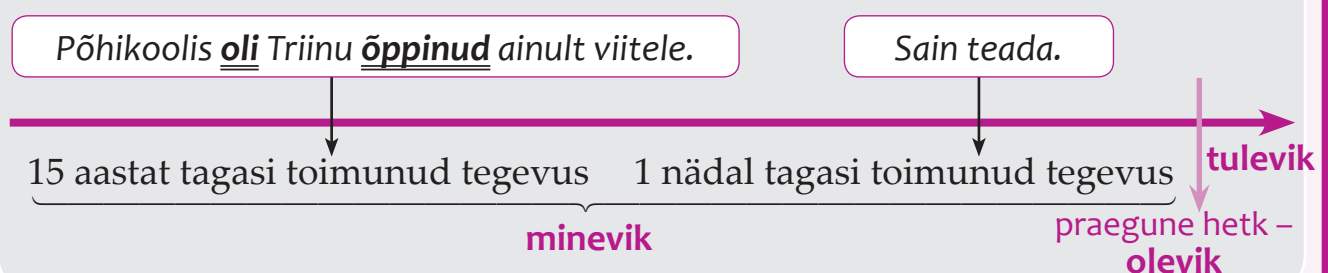 Põhikoolis oli Triinu õppinud ainult viitele.
Sain teada.
15 aastat tagasi toimunud tegevus
1 nädal tagasi toimunud tegevus
tulevik
minevik
praegune hetk –
olevik